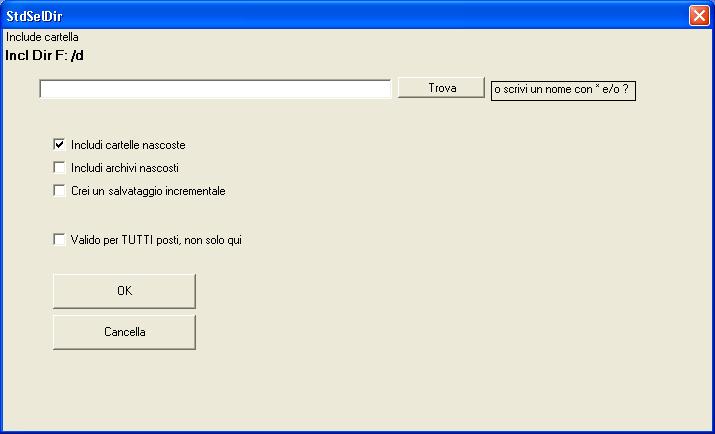 StdSelDir
Include cartella
Incl Dir F: /d
Trova
o scrivi un nome con * e/o ?
Includi cartelle nascoste
Includi archivi nascosti
Crei un salvataggio incrementale
Valido per TUTTI posti, non solo qui
OK
Cancella